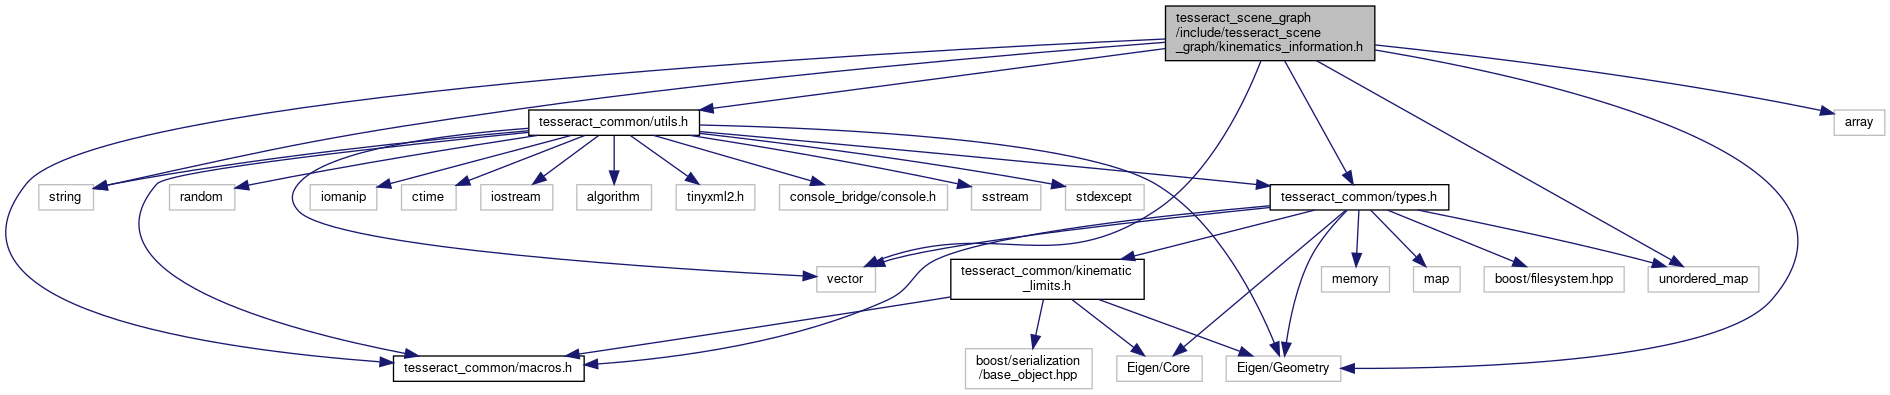 tesseract_scene_graph
/include/tesseract_scene
_graph/kinematics_information.h
tesseract_common/utils.h
array
string
random
iomanip
ctime
iostream
algorithm
tinyxml2.h
console_bridge/console.h
sstream
stdexcept
tesseract_common/types.h
vector
tesseract_common/kinematic
_limits.h
memory
map
boost/filesystem.hpp
unordered_map
tesseract_common/macros.h
boost/serialization
/base_object.hpp
Eigen/Core
Eigen/Geometry